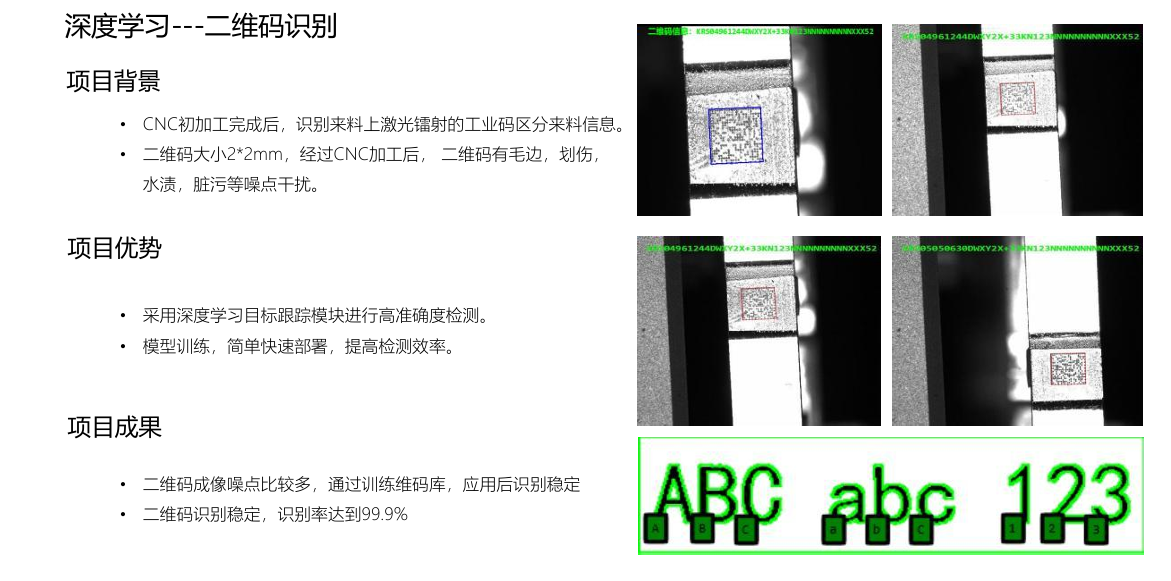 深度学习---二维码识别
项目背景
• CNC初加工完成后，识别来料上激光镭射的工业码区分来料信息。
• 二维码大小2*2mm，经过CNC加工后， 二维码有毛边，划伤，
水渍，脏污等噪点干扰。
项目优势
• 采用深度学习目标跟踪模块进行高准确度检测。
• 模型训练，简单快速部署，提高检测效率。
项目成果
• 二维码成像噪点比较多，通过训练维码库，应用后识别稳定
• 二维码识别稳定，识别率达到99.9%
二维码信息:
ABC abc 123
A B C a b C 1 2 3